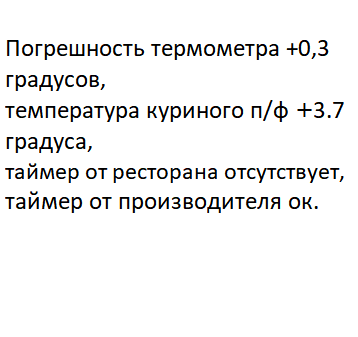 Погрешность термометра +0,3
градусов,
температура куриного п/ф +3.7
градуса,
таймер от ресторана отсутствует,
таймер от производителя ок.